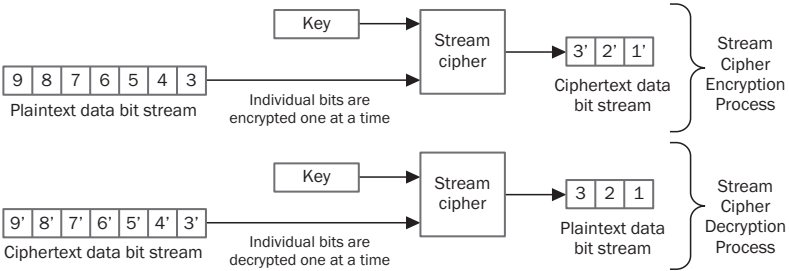 Key
Stream
cipher
9 8 7 6 5 4 3
Plaintext data bit stream
Individual bits are
encrypted one at a time
3’ 2’ 1’
Ciphertext data
bit stream
Stream
Cipher
Encryption
Process
Key
Stream
cipher
9’ 8’ 7’ 6’ 5’ 4’ 3’
Ciphertext data bit stream
Individual bits are
decrypted one at a time
3 2 1
Plaintext data
bit stream
Stream
Cipher
Decryption
Process